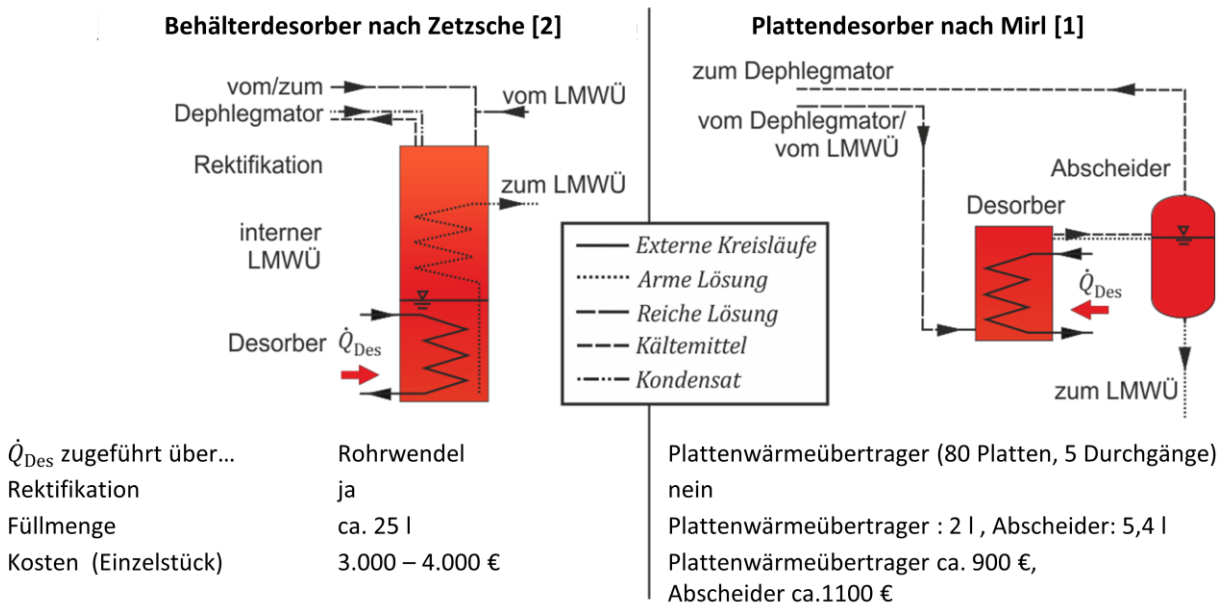 Behälterdesorber nach Zetzsche [2]
vom/zum
Dephlegmator
vom LMWÜ
Rektifikation
zum LMWÜ
interner
LMWÜ
Desorber
Q̇Des
Plattendesorber nach Mirl [1]
zum Dephlegmator
vom Dephlegmator/
vom LMWÜ
Abscheider
Desorber
Q̇Des
zum LMWÜ
Externe Kreisläufe
Arme Lösung
Reiche Lösung
Kältemittel
Kondensat
Q̇Des zugeführt über... Rohrwendel Plattenwärmeübertrager (80 Platten, 5 Durchgänge)
Rektifikation ja nein
Füllmenge ca. 25 l Plattenwärmeübertrager : 2 l , Abscheider: 5,4 l
Kosten (Einzelstück) 3.000 – 4.000 € Plattenwärmeübertrager ca. 900 €,
Abscheider ca.1100 €